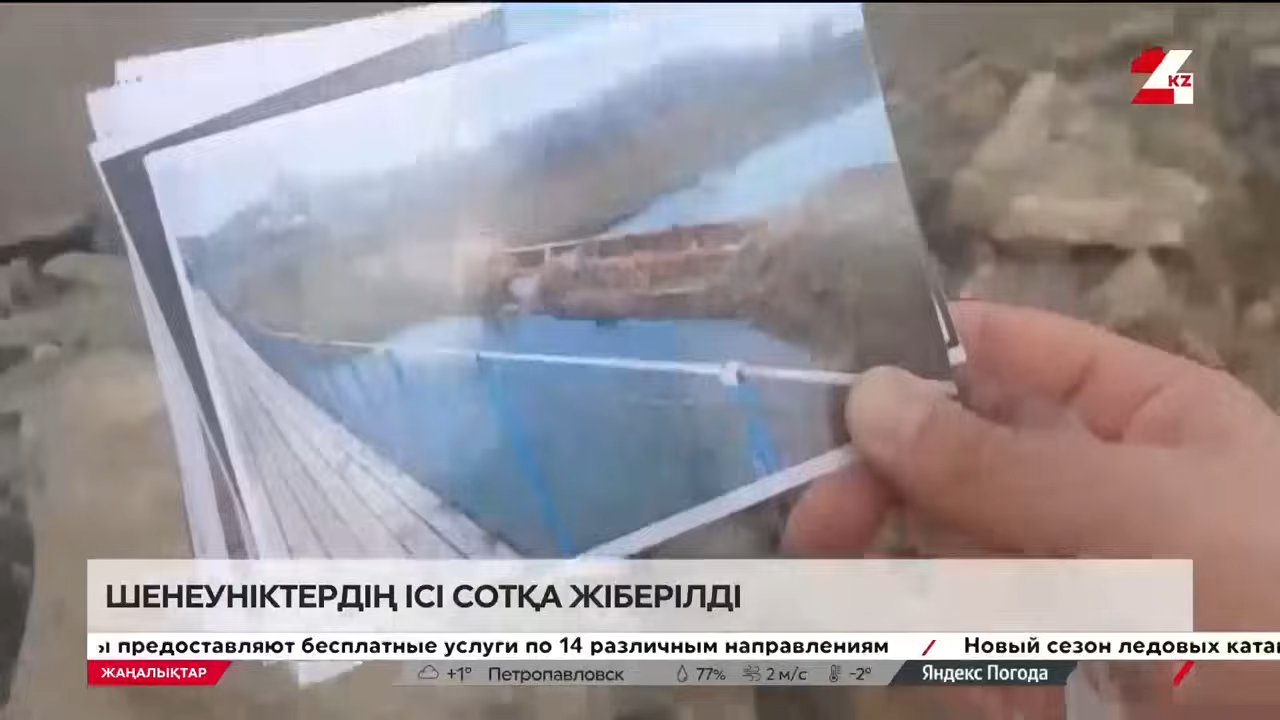 KZ
ШЕНЕУНІКТЕРДІҢ ІСІ СОТҚА ЖІБЕРІЛДІ
предоставляют бесплатные услуги по 14 различным направлениям / Новый сезон ледовых
ЖАҢАЛЫҚТАР +1° Петропавловск 77% 2 м/с -2° Яндекс Погода